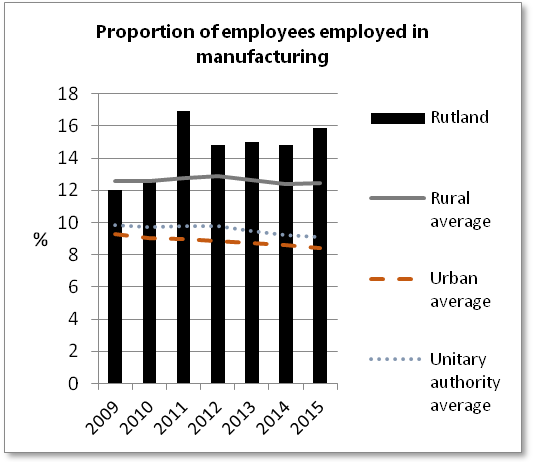 Proportion of employees employed in
manufacturing
18
16
14
12
10
8
6
4
2
0
%
2009
2010
2011
2012
2013
2014
2015
Rutland
Rural
average
Urban
average
Unitary
authority
average